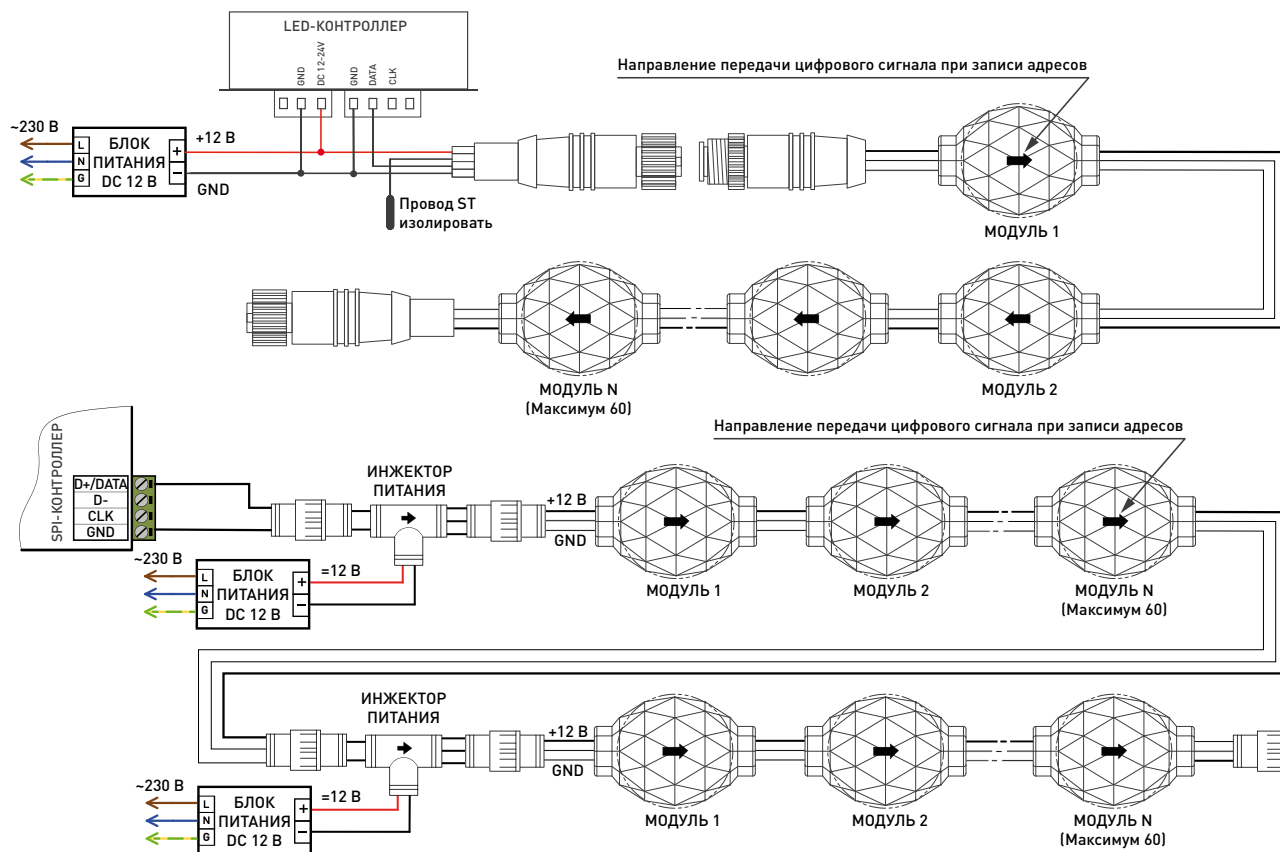 LED-КОНТРОЛЛЕР
GND
DC 12-24V
GND
DATA
CLK
Направление передачи цифрового сигнала при записи адресов
~230 В
L
N
G
БЛОК
ПИТАНИЯ
DC 12 В
+
−
+12 В
GND
Провод ST
изолировать
МОДУЛЬ 1
МОДУЛЬ N
(Максимум 60)
МОДУЛЬ 2
SPI-КОНТРОЛЛЕР
D+/DATA
D-
CLK
GND
ИНЖЕКТОР
ПИТАНИЯ
Направление передачи цифрового сигнала при записи адресов
+12 В
GND
~230 В
L
N
G
БЛОК
ПИТАНИЯ
DC 12 В
+
−
=12 В
МОДУЛЬ 1
МОДУЛЬ 2
МОДУЛЬ N
(Максимум 60)
ИНЖЕКТОР
ПИТАНИЯ
+12 В
GND
~230 В
L
N
G
БЛОК
ПИТАНИЯ
DC 12 В
+
−
=12 В
МОДУЛЬ 1
МОДУЛЬ 2
МОДУЛЬ N
(Максимум 60)